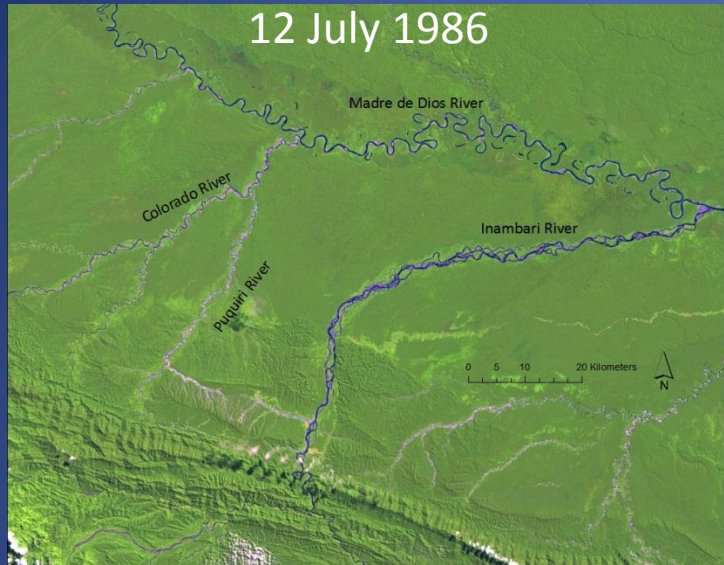 12 July 1986
Madre de Dios River
Colorado River
Inambari River
Puquiri River
0 5 10 20 Kilometers
N